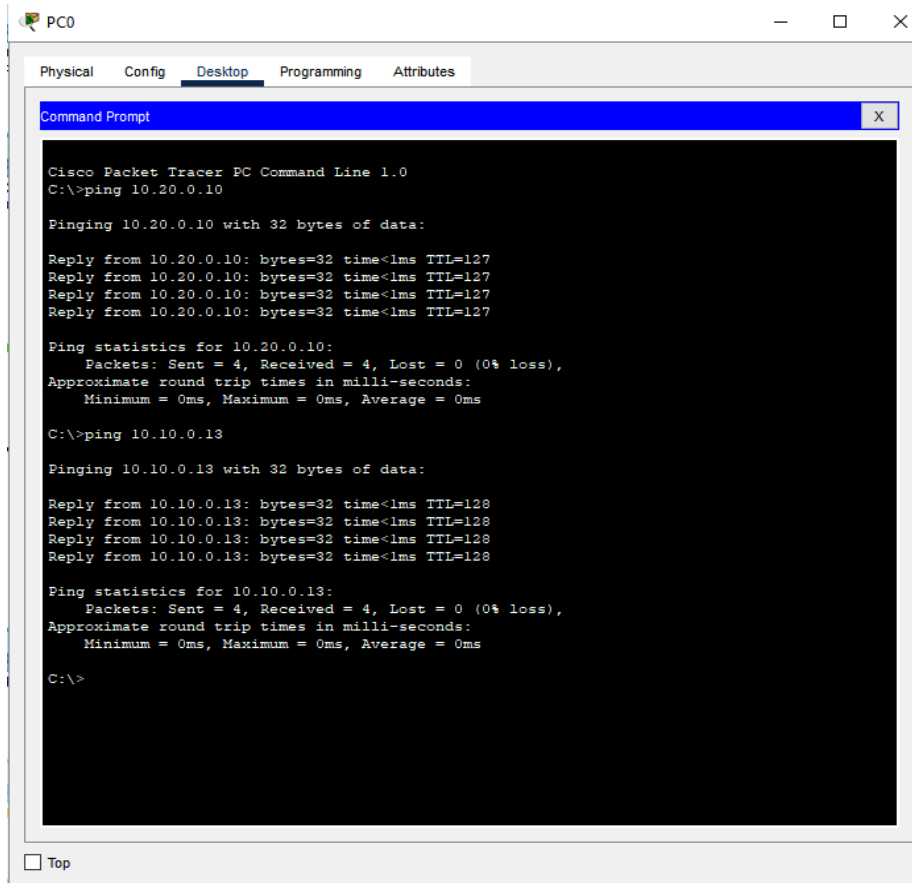 PC0
Physical Config Desktop Programming Attributes
Command Prompt X
Cisco Packet Tracer PC Command Line 1.0
C:\>ping 10.20.0.10
Pinging 10.20.0.10 with 32 bytes of data:
Reply from 10.20.0.10: bytes=32 time<1ms TTL=127
Reply from 10.20.0.10: bytes=32 time<1ms TTL=127
Reply from 10.20.0.10: bytes=32 time<1ms TTL=127
Reply from 10.20.0.10: bytes=32 time<1ms TTL=127
Ping statistics for 10.20.0.10:
    Packets: Sent = 4, Received = 4, Lost = 0 (0% loss),
Approximate round trip times in milli-seconds:
    Minimum = 0ms, Maximum = 0ms, Average = 0ms
C:\>ping 10.10.0.13
Pinging 10.10.0.13 with 32 bytes of data:
Reply from 10.10.0.13: bytes=32 time<1ms TTL=128
Reply from 10.10.0.13: bytes=32 time<1ms TTL=128
Reply from 10.10.0.13: bytes=32 time<1ms TTL=128
Reply from 10.10.0.13: bytes=32 time<1ms TTL=128
Ping statistics for 10.10.0.13:
    Packets: Sent = 4, Received = 4, Lost = 0 (0% loss),
Approximate round trip times in milli-seconds:
    Minimum = 0ms, Maximum = 0ms, Average = 0ms
C:\>
Top